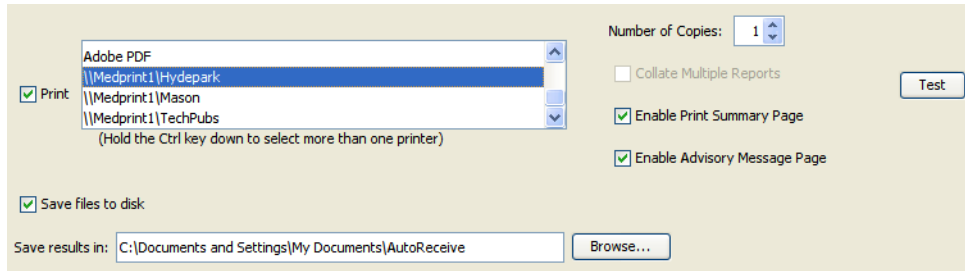 Number of Copies: 1
Adobe PDF
\\Medprint1\Hydepark
Collate Multiple Reports
Test
Print
\\Medprint1\Mason
\\Medprint1\TechPubs
Enable Print Summary Page
(Hold the Ctrl key down to select more than one printer)
Enable Advisory Message Page
Save files to disk
Save results in: C:\Documents and Settings\My Documents\AutoReceive Browse...